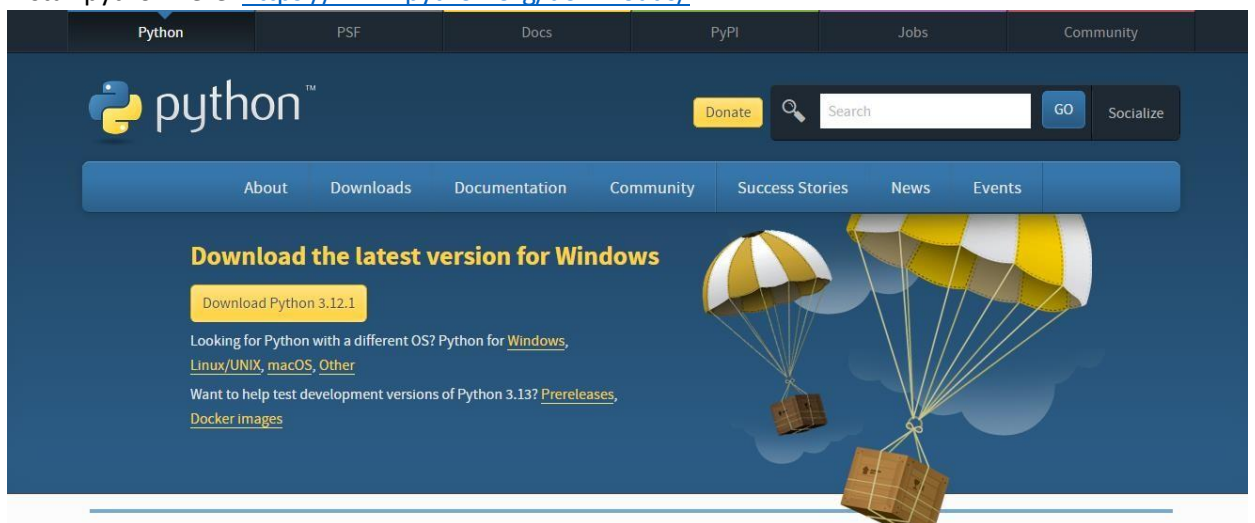 Python PSF Docs PyPI Jobs Community
python™
Donate Search GO Socialize
About Downloads Documentation Community Success Stories News Events
Download the latest version for Windows
Download Python 3.12.1
Looking for Python with a different OS? Python for Windows,
Linux/UNIX, macOS, Other
Want to help test development versions of Python 3.13? Prereleases,
Docker images